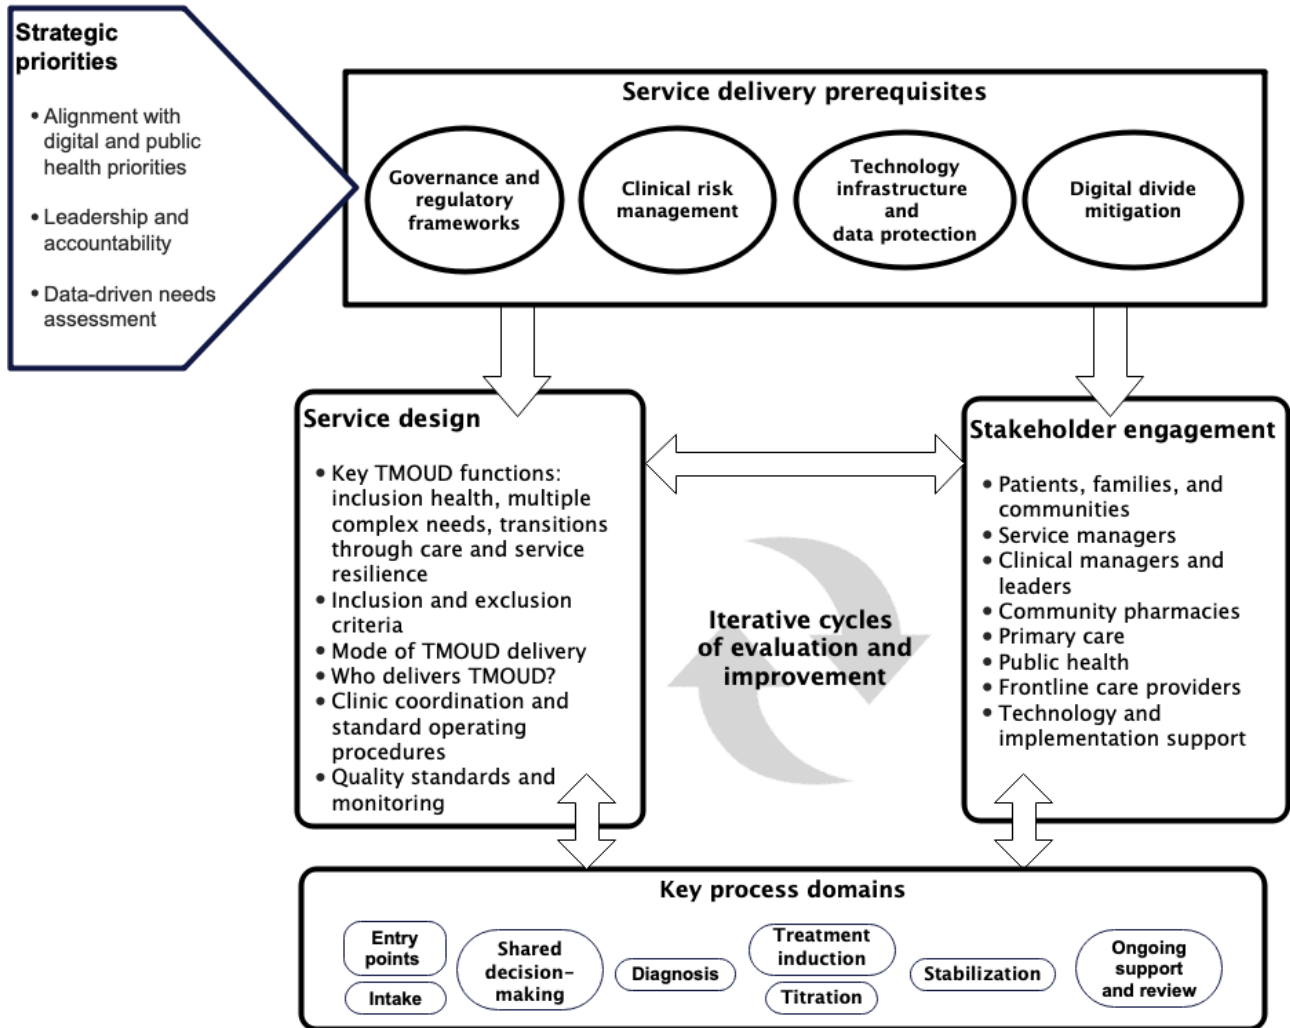 Strategic
priorities
• Alignment with
digital and public
health priorities
• Leadership and
accountability
• Data-driven needs
assessment
Service delivery prerequisites
Governance and
regulatory
frameworks
Clinical risk
management
Technology
infrastructure
and
data protection
Digital divide
mitigation
Service design
• Key TMOUD functions:
inclusion health, multiple
complex needs, transitions
through care and service
resilience
• Inclusion and exclusion
criteria
• Mode of TMOUD delivery
• Who delivers TMOUD?
• Clinic coordination and
standard operating
procedures
• Quality standards and
monitoring
Iterative cycles
of evaluation and
improvement
Stakeholder engagement
• Patients, families, and
communities
• Service managers
• Clinical managers and
leaders
• Community pharmacies
• Primary care
• Public health
• Frontline care providers
• Technology and
implementation support
Key process domains
Entry
points
Intake
Shared
decision-
making
Diagnosis
Treatment
induction
Titration
Stabilization
Ongoing
support
and review